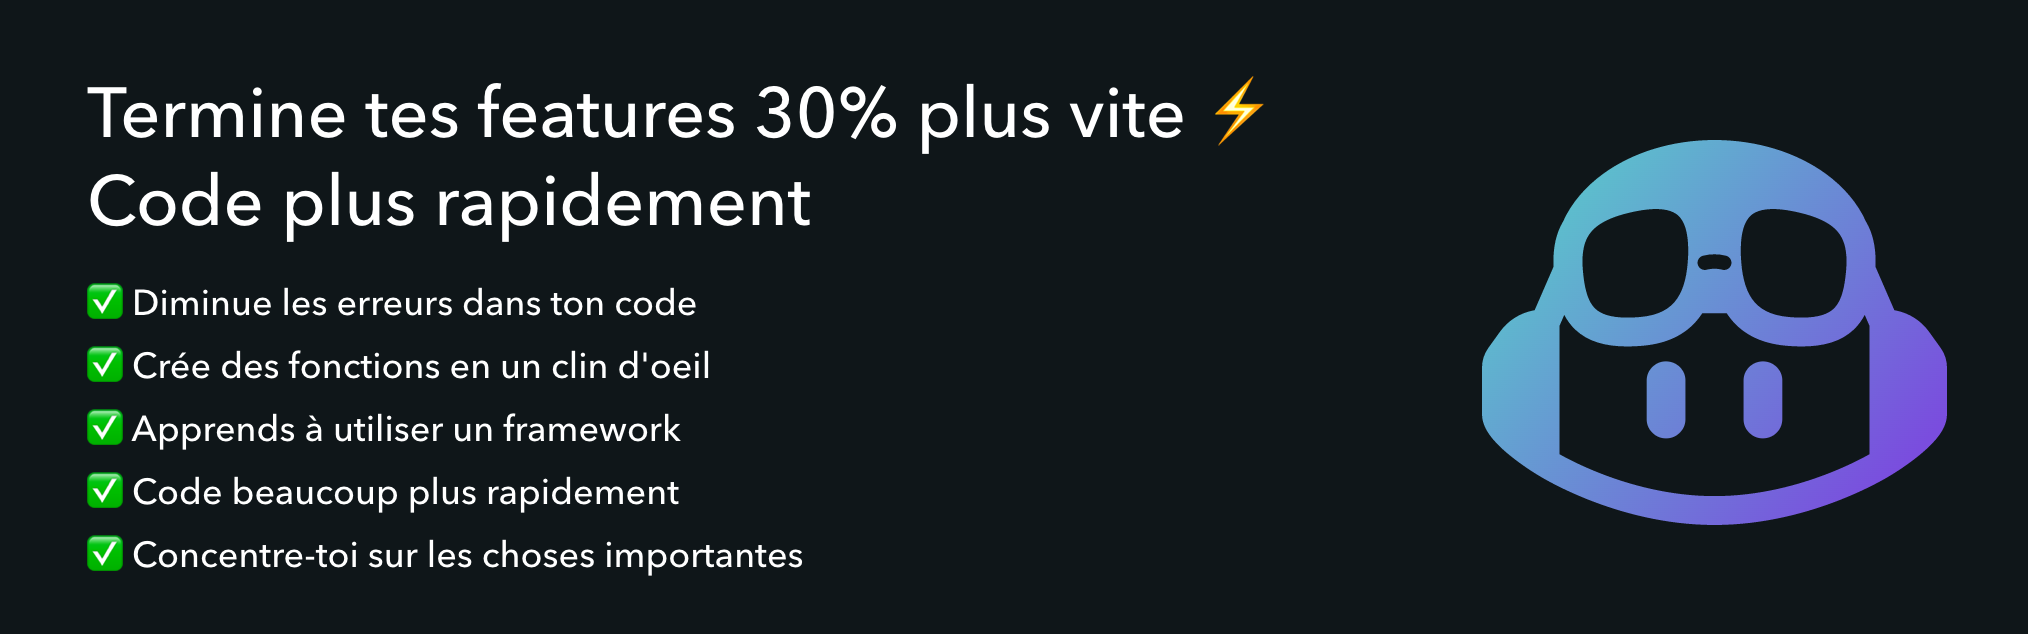 Termine tes features 30% plus vite ⚡
Code plus rapidement
✅ Diminue les erreurs dans ton code
✅ Crée des fonctions en un clin d'oeil
✅ Apprends à utiliser un framework
✅ Code beaucoup plus rapidement
✅ Concentre-toi sur les choses importantes